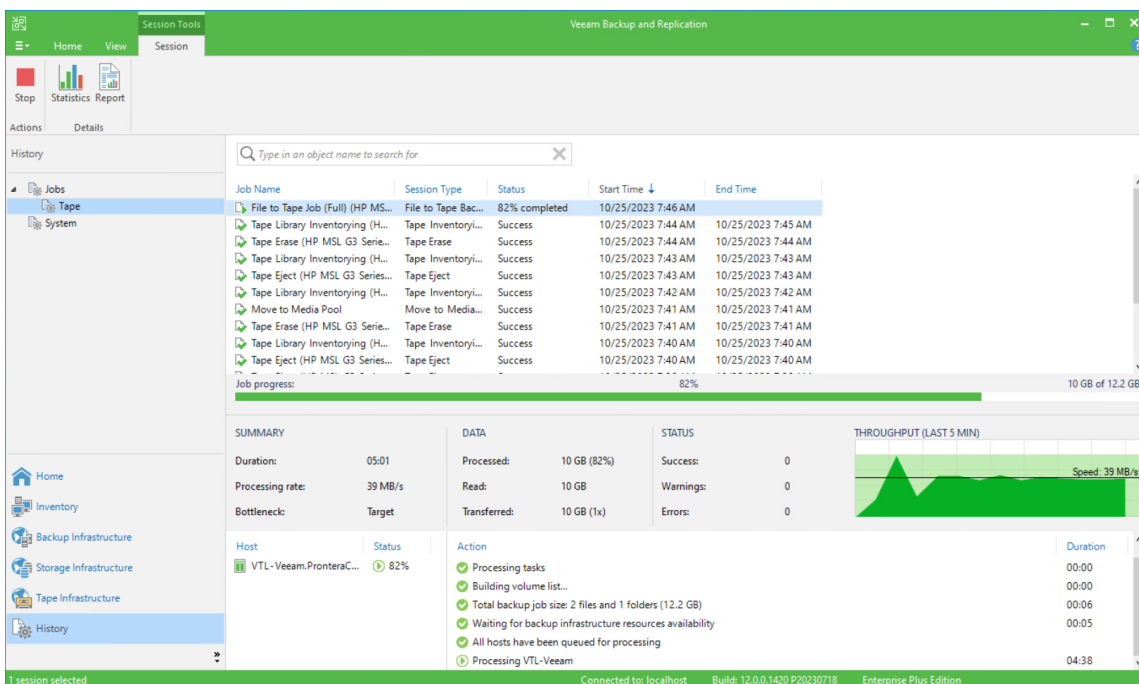 Session Tools
Veeam Backup and Replication
Home View Session
Stop Statistics Report
Actions Details
History
Type in an object name to search for
Jobs
Tape
System
Job Name Session Type Status Start Time End Time
File to Tape Job (Full) (HP MS... File to Tape Bac... 82% completed 10/25/2023 7:46 AM
Tape Library Inventorying (H... Tape Inventoryi... Success 10/25/2023 7:44 AM 10/25/2023 7:45 AM
Tape Erase (HP MSL G3 Serie... Tape Erase Success 10/25/2023 7:44 AM 10/25/2023 7:44 AM
Tape Library Inventorying (H... Tape Inventoryi... Success 10/25/2023 7:43 AM 10/25/2023 7:43 AM
Tape Eject (HP MSL G3 Series... Tape Eject Success 10/25/2023 7:43 AM 10/25/2023 7:43 AM
Tape Library Inventorying (H... Tape Inventoryi... Success 10/25/2023 7:42 AM 10/25/2023 7:42 AM
Move to Media Pool Move to Media... Success 10/25/2023 7:41 AM 10/25/2023 7:41 AM
Tape Erase (HP MSL G3 Serie... Tape Erase Success 10/25/2023 7:41 AM 10/25/2023 7:41 AM
Tape Library Inventorying (H... Tape Inventoryi... Success 10/25/2023 7:40 AM 10/25/2023 7:40 AM
Tape Eject (HP MSL G3 Series... Tape Eject Success 10/25/2023 7:40 AM 10/25/2023 7:40 AM
Job progress: 82% 10 GB of 12.2 GB
SUMMARY DATA STATUS THROUGHPUT (LAST 5 MIN)
Duration: 05:01 Processed: 10 GB (82%) Success: 0
Speed: 39 MB/s
Processing rate: 39 MB/s Read: 10 GB Warnings: 0
Bottleneck: Target Transferred: 10 GB (1x) Errors: 0
Host Status Action Duration
VTL-Veeam.ProntеraC... 82% Processing tasks 00:00
Building volume list... 00:00
Total backup job size: 2 files and 1 folders (12.2 GB) 00:06
Waiting for backup infrastructure resources availability 00:05
All hosts have been queued for processing
Processing VTL-Veeam 04:38
Home
Inventory
Backup Infrastructure
Storage Infrastructure
Tape Infrastructure
History
1 session selected Connected to: localhost Build: 12.0.0.1420 P20230718 Enterprise Plus Edition